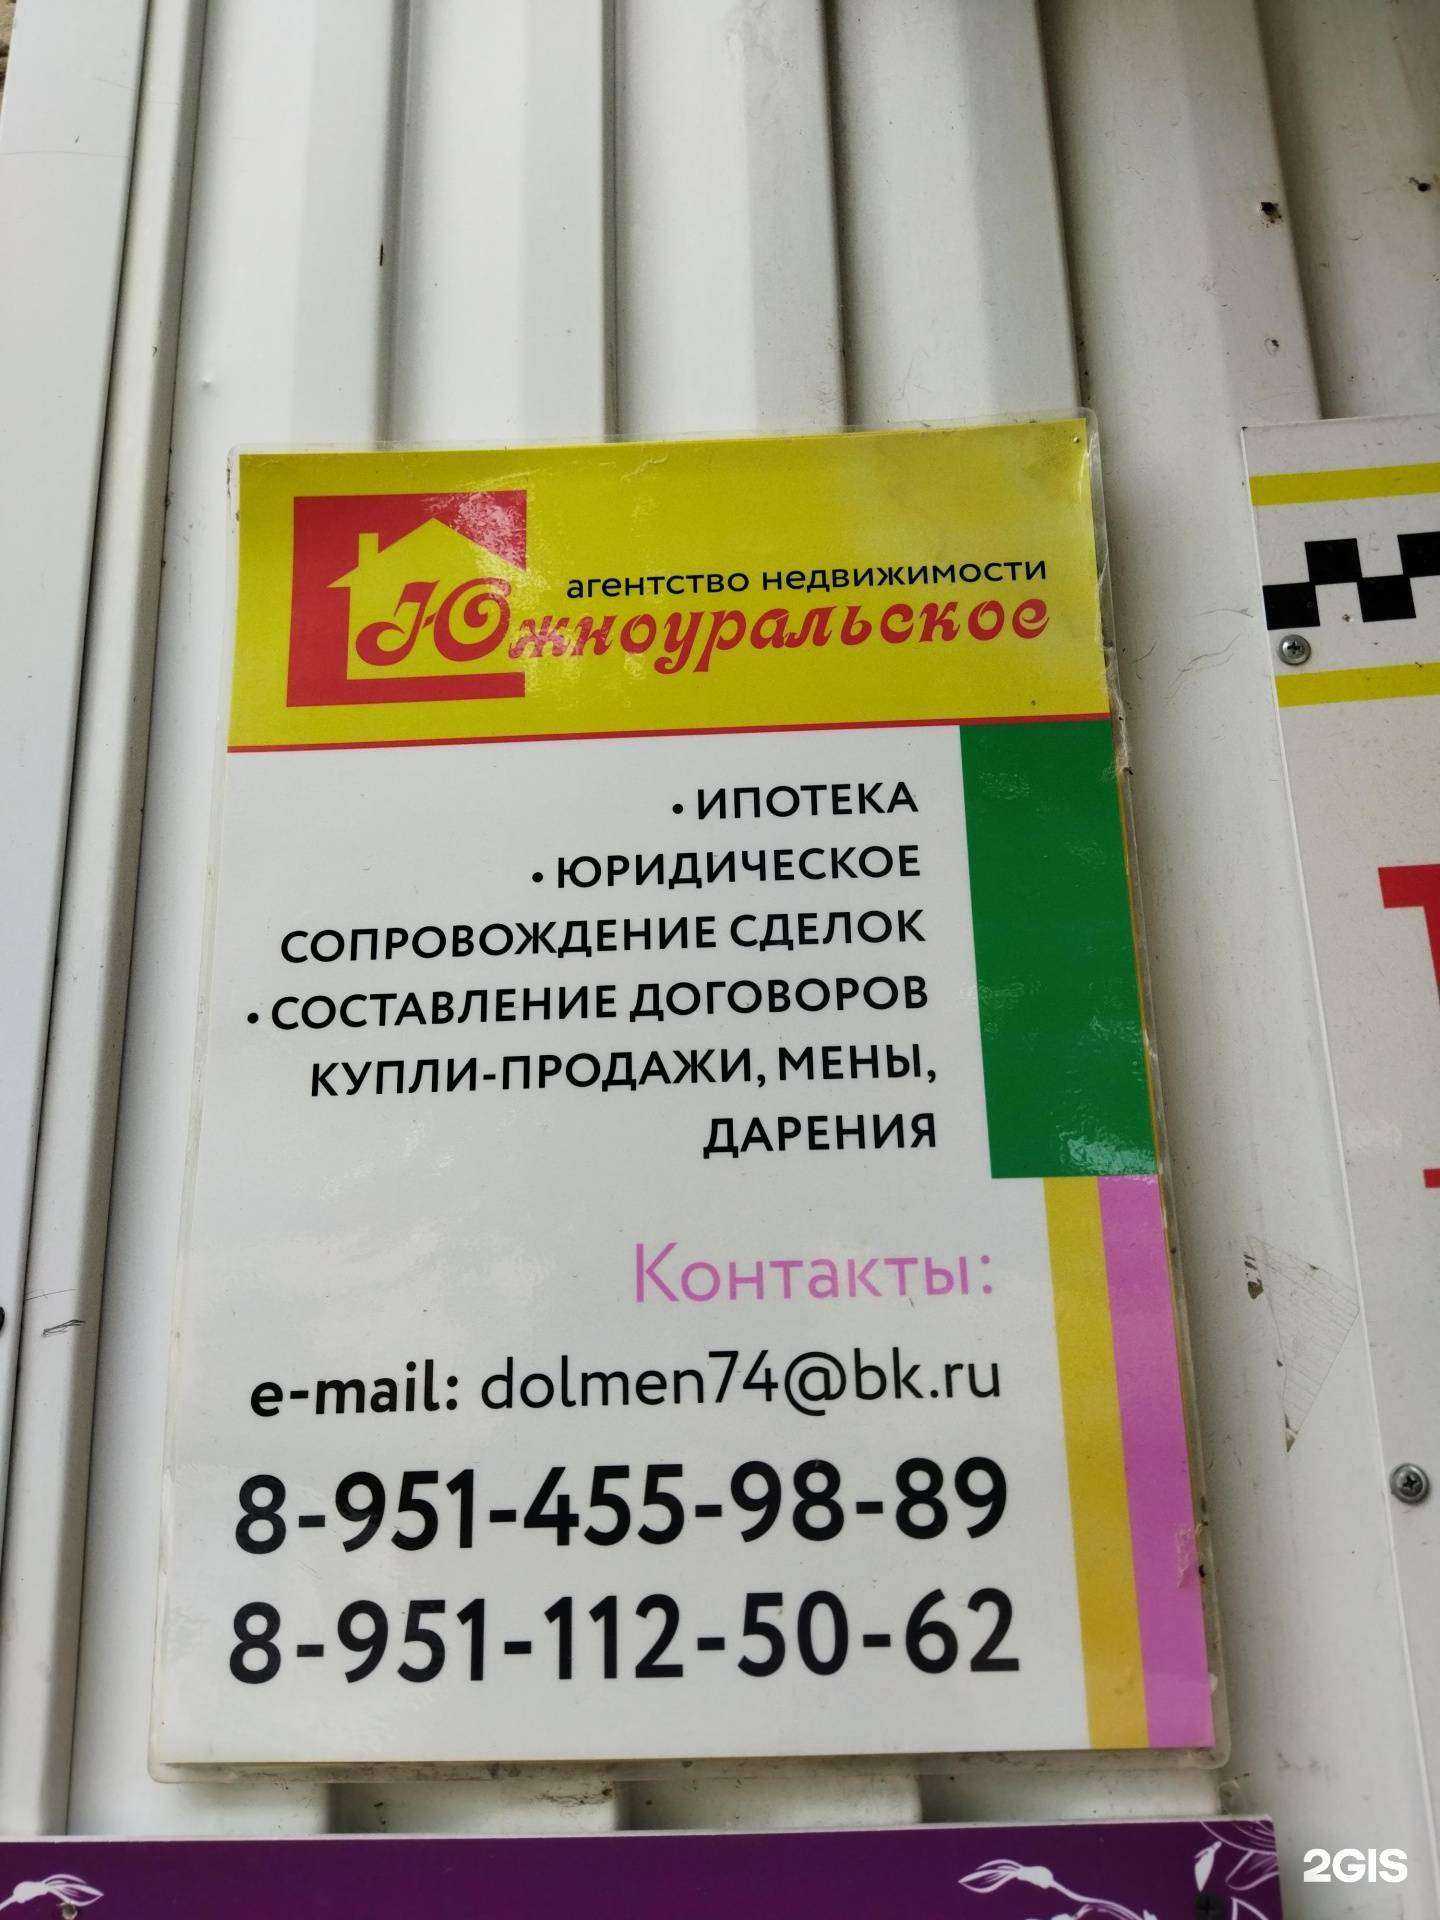 агентство недвижимости
Южноуральское
• ИПОТЕКА
• ЮРИДИЧЕСКОЕ
СОПРОВОЖДЕНИЕ СДЕЛОК
• СОСТАВЛЕНИЕ ДОГОВОРОВ
КУПЛИ-ПРОДАЖИ, МЕНЫ,
ДАРЕНИЯ
Контакты:
e-mail: dolmen74@bk.ru
8-951-455-98-89
8-951-112-50-62
2GIS